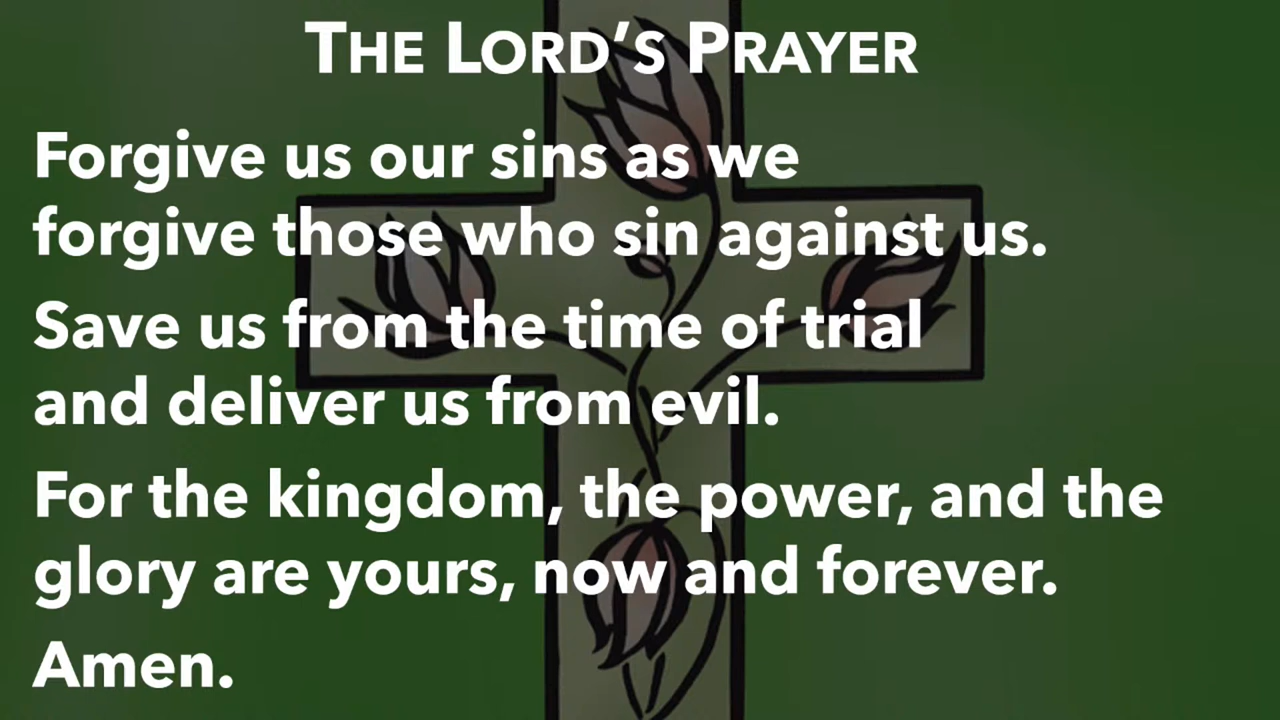 THE LORD'S PRAYER
Forgive us our sins as we
forgive those who sin against us.
Save us from the time of trial
and deliver us from evil.
For the kingdom, the power, and the
glory are yours, now and forever.
Amen.